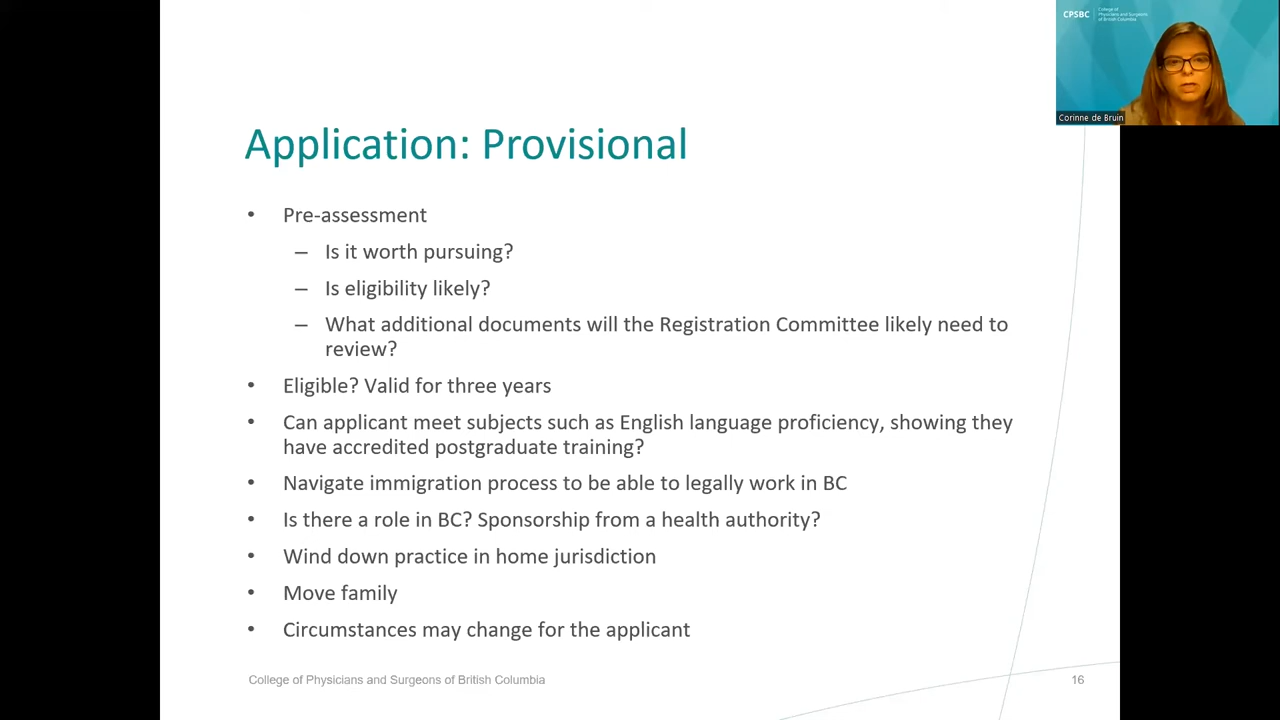 CPSBC
College of
Physicians and Surgeons
of British Columbia
Corinne de Bruin
Application: Provisional
• Pre-assessment
– Is it worth pursuing?
– Is eligibility likely?
– What additional documents will the Registration Committee likely need to
review?
• Eligible? Valid for three years
• Can applicant meet subjects such as English language proficiency, showing they
have accredited postgraduate training?
• Navigate immigration process to be able to legally work in BC
• Is there a role in BC? Sponsorship from a health authority?
• Wind down practice in home jurisdiction
• Move family
• Circumstances may change for the applicant
College of Physicians and Surgeons of British Columbia
16